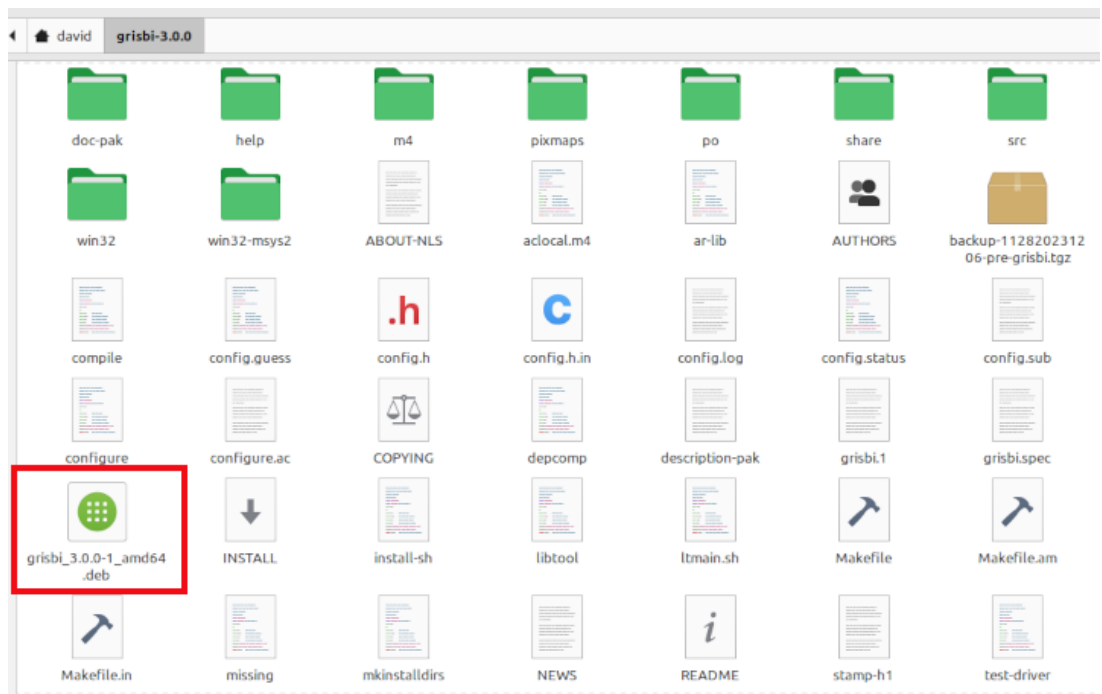 david grisbi-3.0.0
doc-pak help m4 pixmaps po share src
win32 win32-msys2 ABOUT-NLS aclocal.m4 ar-lib AUTHORS backup-1128202312
06-pre-grisbi.tgz
.h C
compile config.guess config.h config.h.in config.log config.status config.sub
configure configure.ac COPYING depcomp description-pak grisbi.1 grisbi.spec
grisbi_3.0.0-1_amd64 INSTALL install-sh libtool ltmain.sh Makefile Makefile.am
.deb
i
Makefile.in missing mkinstalldirs NEWS README stamp-h1 test-driver